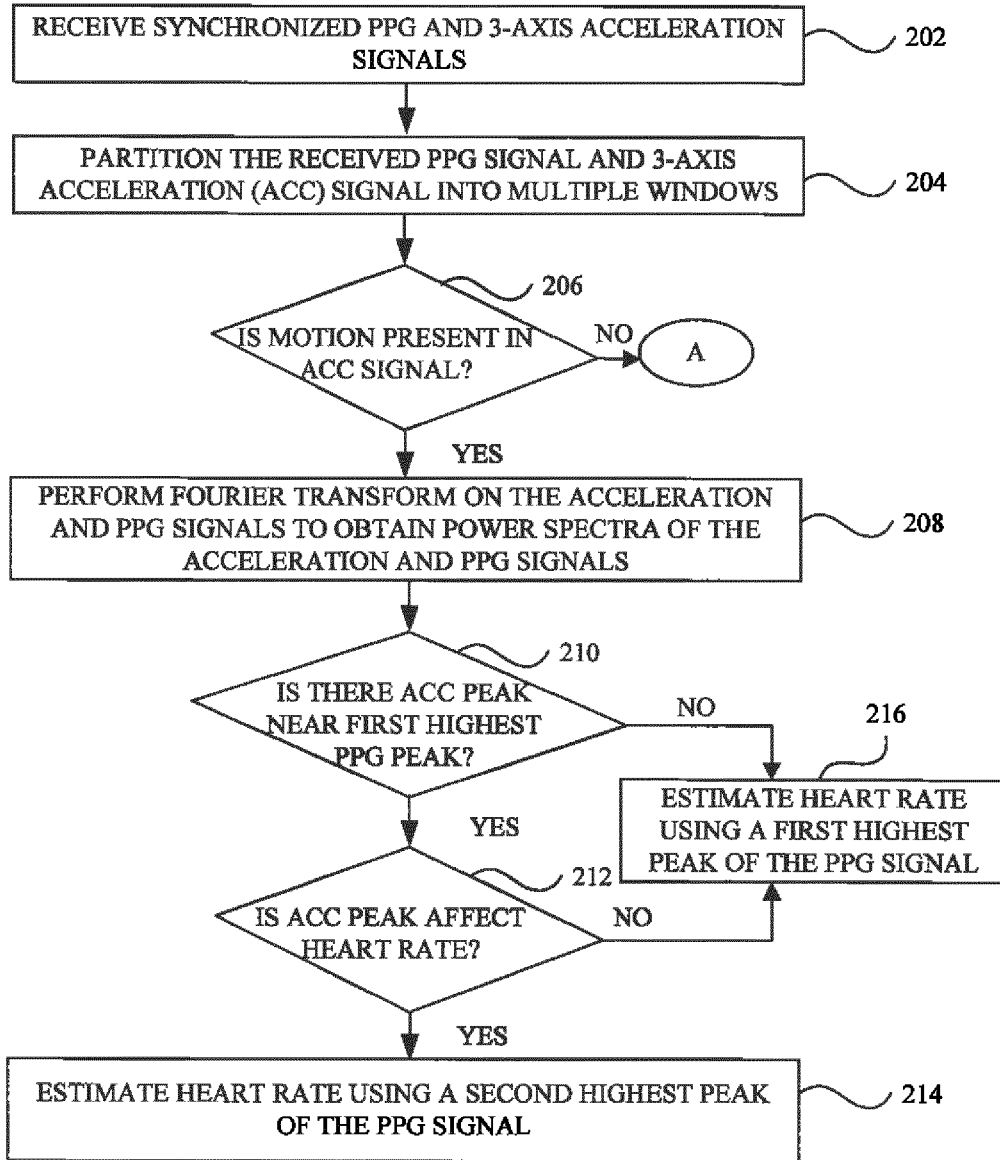 RECEIVE SYNCHRONIZED PPG AND 3-AXIS ACCELERATION
SIGNALS
202
PARTITION THE RECEIVED PPG SIGNAL AND 3-AXIS
ACCELERATION (ACC) SIGNAL INTO MULTIPLE WINDOWS
204
206
IS MOTION PRESENT IN
ACC SIGNAL?
NO
A
YES
PERFORM FOURIER TRANSFORM ON THE ACCELERATION
AND PPG SIGNALS TO OBTAIN POWER SPECTRA OF THE
ACCELERATION AND PPG SIGNALS
208
210
IS THERE ACC PEAK
NEAR FIRST HIGHEST
PPG PEAK?
NO
216
ESTIMATE HEART RATE
USING A FIRST HIGHEST
PEAK OF THE PPG SIGNAL
YES
212
IS ACC PEAK AFFECT
HEART RATE?
NO
YES
ESTIMATE HEART RATE USING A SECOND HIGHEST PEAK
OF THE PPG SIGNAL
214